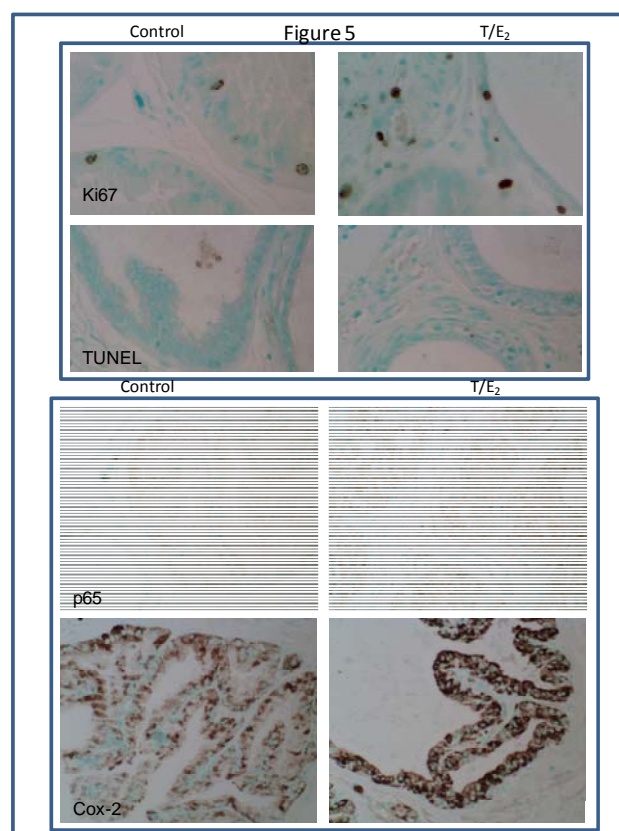 Control Figure 5 T/E₂
Ki67
TUNEL
Control T/E₂
p65
Cox-2